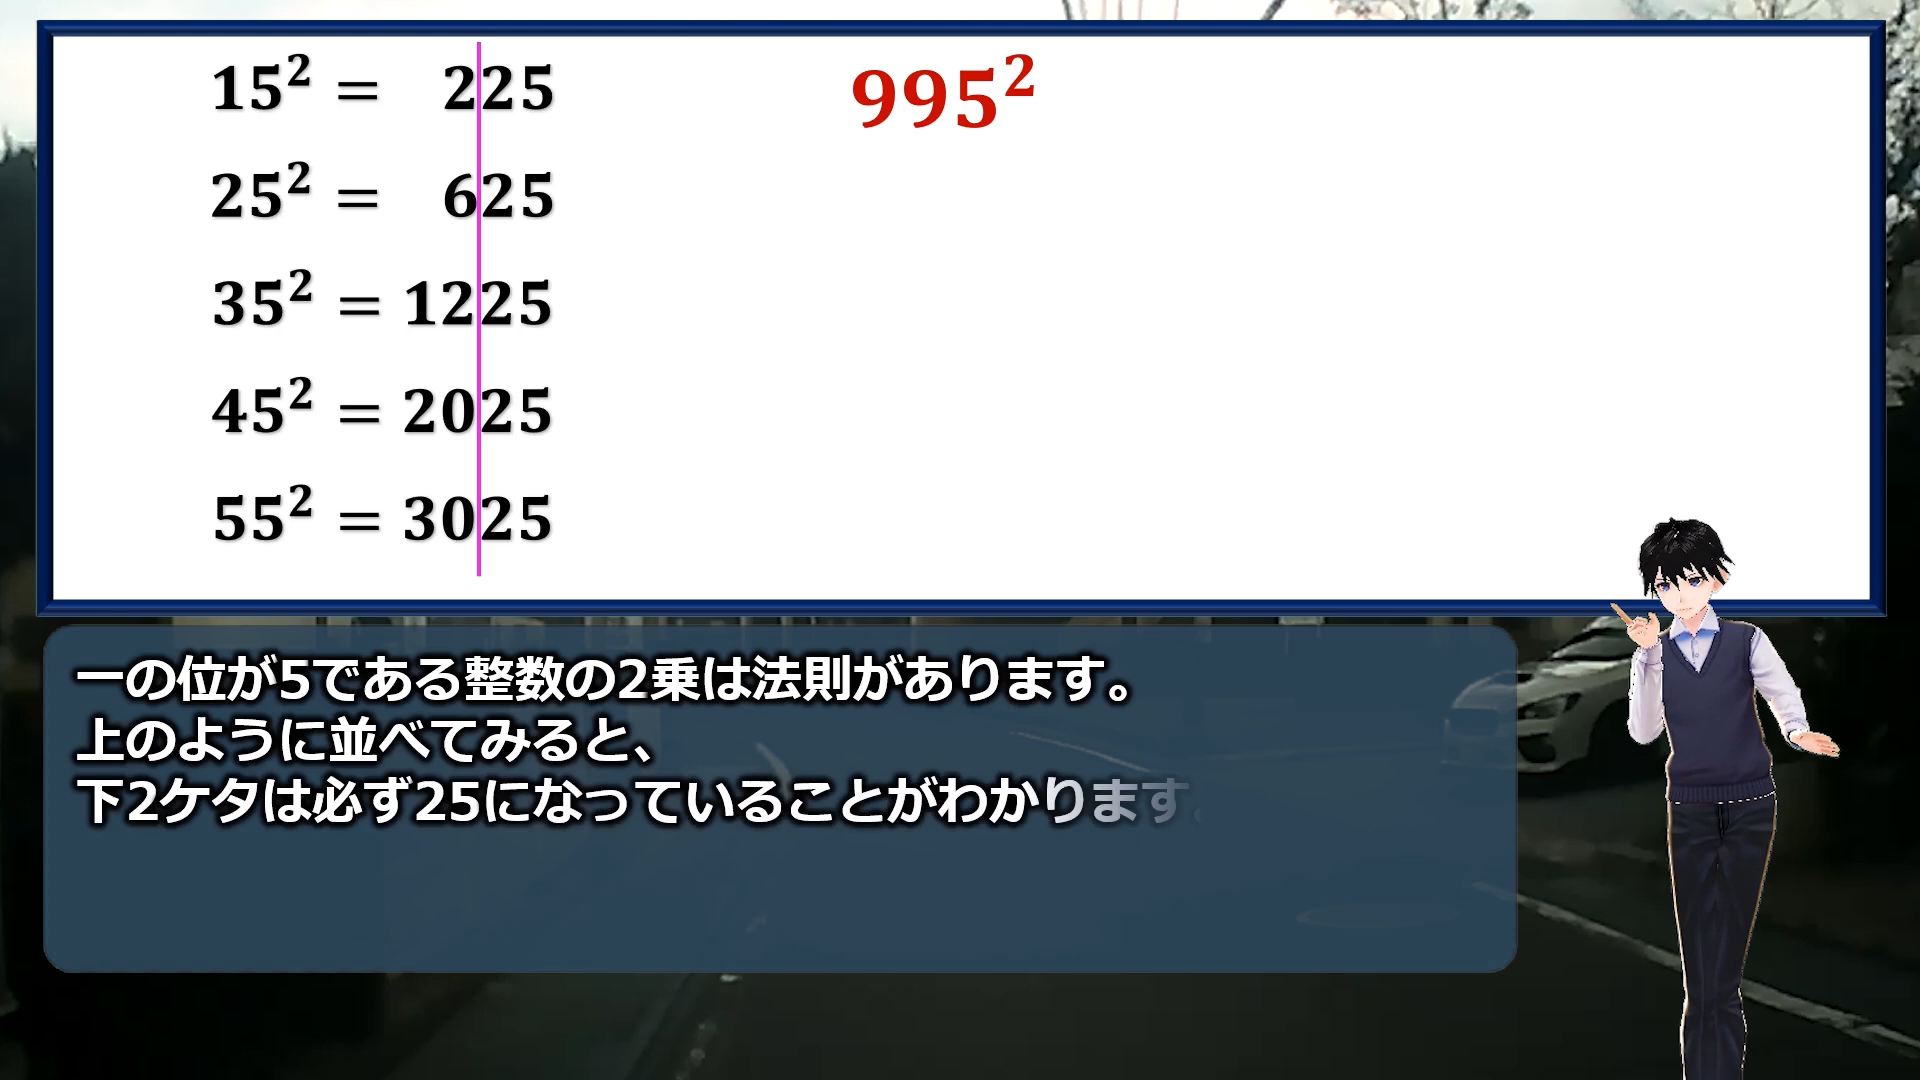 15² = 225
25² = 625
35² = 1225
45² = 2025
55² = 3025
995²
一の位が5である整数の2乗は法則があります。
上のように並べてみると、
下2ケタは必ず25になっていることがわかります。